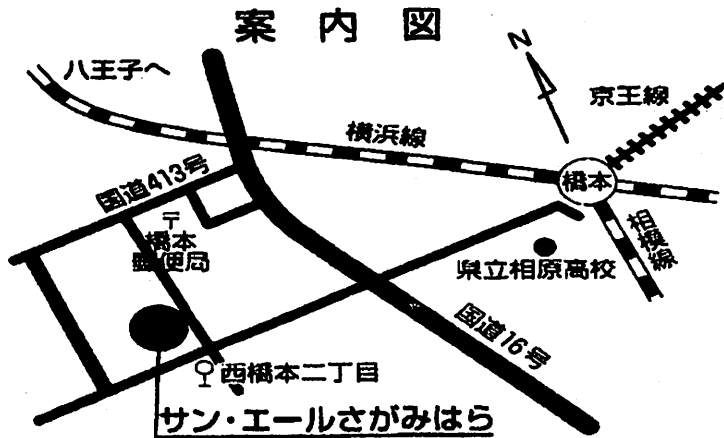 案内図
N
八王子へ
京王線
横浜線
橋本
国道413号
〒
橋本
郵便局
相模線
県立相原高校
国道16号
西橋本二丁目
サン・エールさがみはら